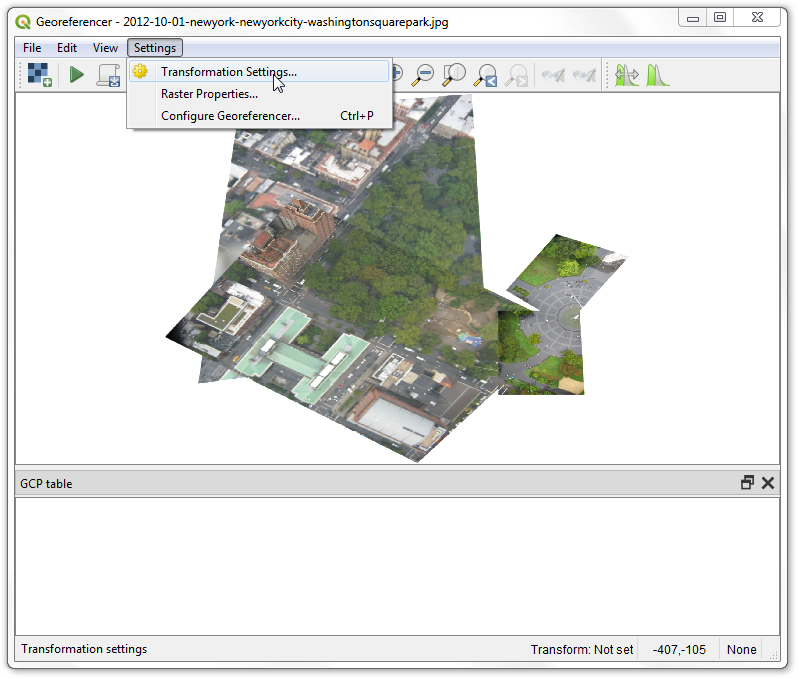 Georeferencer - 2012-10-01-newyork-newyorkcity-washingtonsquarepark.jpg
File Edit View Settings
Transformation Settings...
Raster Properties...
Configure Georeferencer... Ctrl+P
GCP table
Transformation settings Transform: Not set -407,-105 None